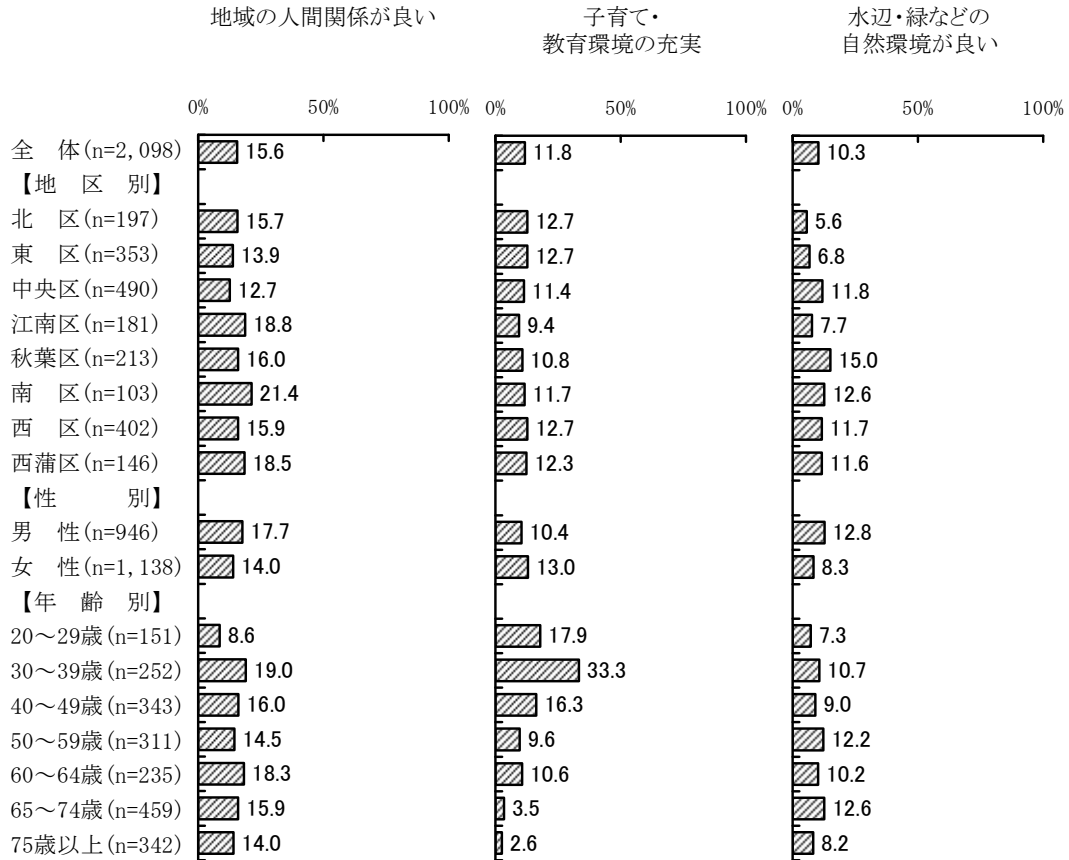 地域の人間関係が良い 子育て・ 水辺・緑などの
教育環境の充実 自然環境が良い
0% 50% 100% 0% 50% 100% 0% 50% 100%
全 体(n=2,098) 15.6 11.8 10.3
【地 区 別】
北 区(n=197) 15.7 12.7 5.6
東 区(n=353) 13.9 12.7 6.8
中央区(n=490) 12.7 11.4 11.8
江南区(n=181) 18.8 9.4 7.7
秋葉区(n=213) 16.0 10.8 15.0
南 区(n=103) 21.4 11.7 12.6
西 区(n=402) 15.9 12.7 11.7
西蒲区(n=146) 18.5 12.3 11.6
【性 別】
男 性(n=946) 17.7 10.4 12.8
女 性(n=1,138) 14.0 13.0 8.3
【年 齢 別】
20～29歳(n=151) 8.6 17.9 7.3
30～39歳(n=252) 19.0 33.3 10.7
40～49歳(n=343) 16.0 16.3 9.0
50～59歳(n=311) 14.5 9.6 12.2
60～64歳(n=235) 18.3 10.6 10.2
65～74歳(n=459) 15.9 3.5 12.6
75歳以上(n=342) 14.0 2.6 8.2